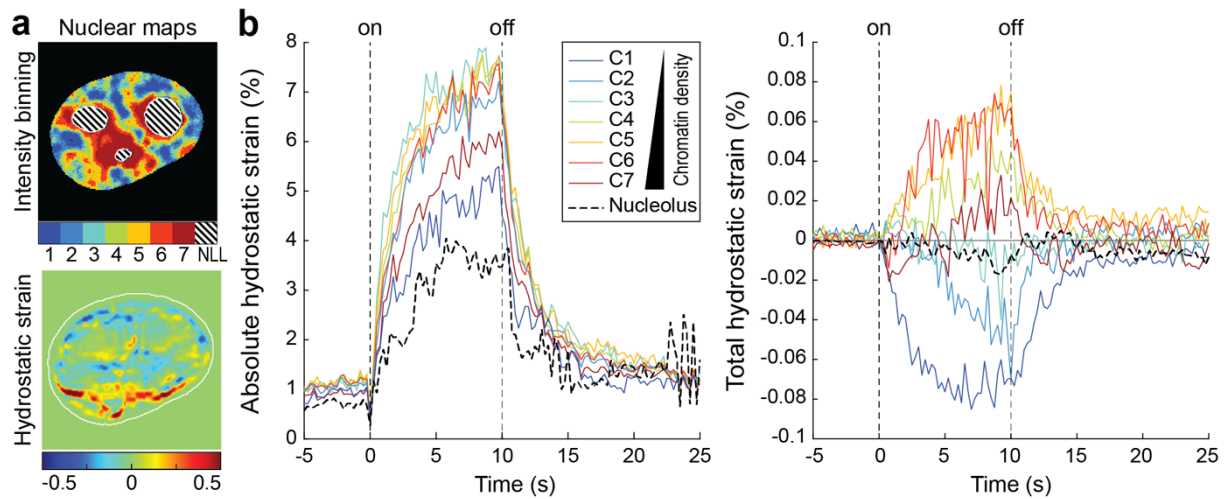 a
Nuclear maps
Intensity binning
1 2 3 4 5 6 7 NLL
Hydrostatic strain
-0.5 0 0.5
b
on
off
Absolute hydrostatic strain (%)
8
7
6
5
4
3
2
1
0
-5 0 5 10 15 20 25
Time (s)
C1
C2
C3
C4
C5
C6
C7
Nucleolus
Chromatin density
on
off
Total hydrostatic strain (%)
0.1
0.08
0.06
0.04
0.02
0
-0.02
-0.04
-0.06
-0.08
-0.1
-5 0 5 10 15 20 25
Time (s)